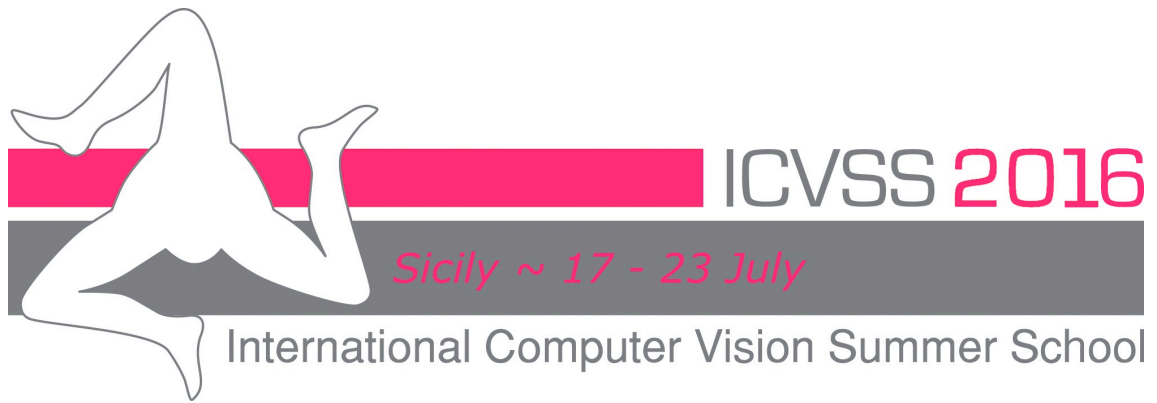 ICVSS 2016
Sicily ~ 17 - 23 July
International Computer Vision Summer School